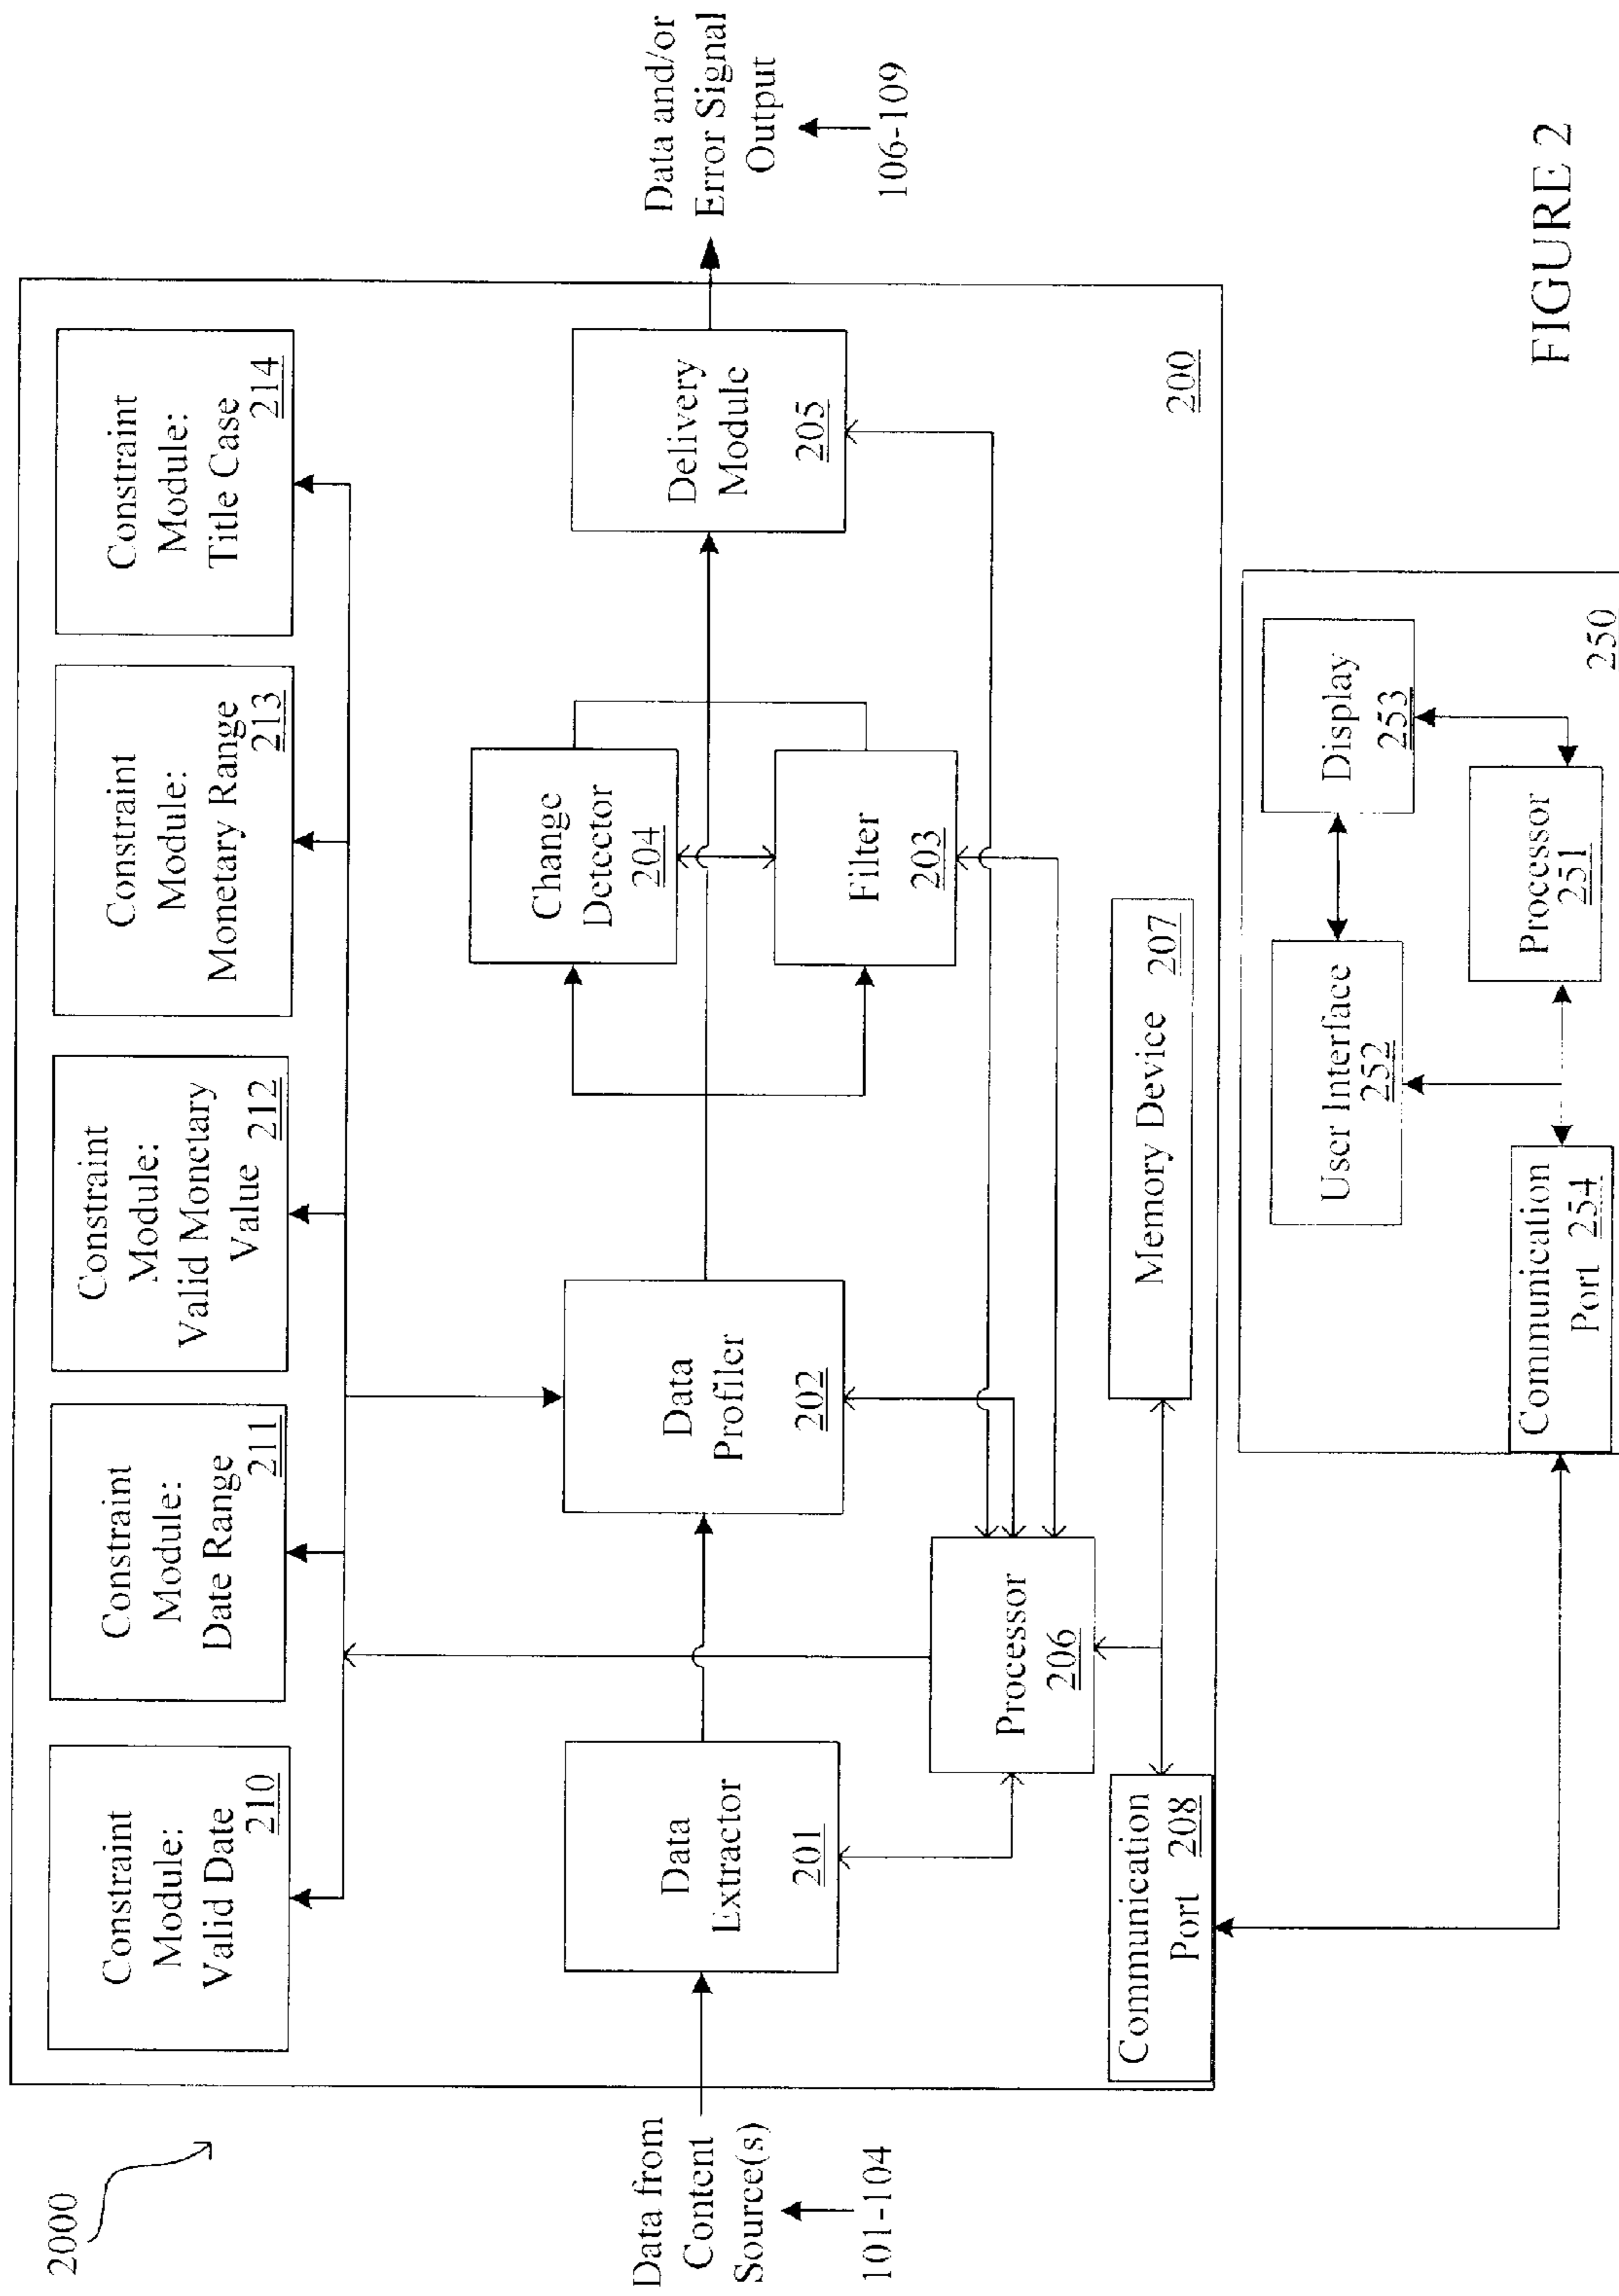 2000
Constraint
Module:
Valid Date
210
Constraint
Module:
Date Range
211
Constraint
Module:
Valid Monetary
Value 212
Constraint
Module:
Monetary Range
213
Constraint
Module:
Title Case
214
Data from
Content
Source(s)
101-104
Data
Extractor
201
Data
Profiler
202
Change
Detector
204
Filter
203
Delivery
Module
205
Data and/or
Error Signal
Output
106-109
Processor
206
Communication
Port 208
Memory Device 207
200
User Interface
252
Display
253
Communication
Port 254
Processor
251
250
FIGURE 2